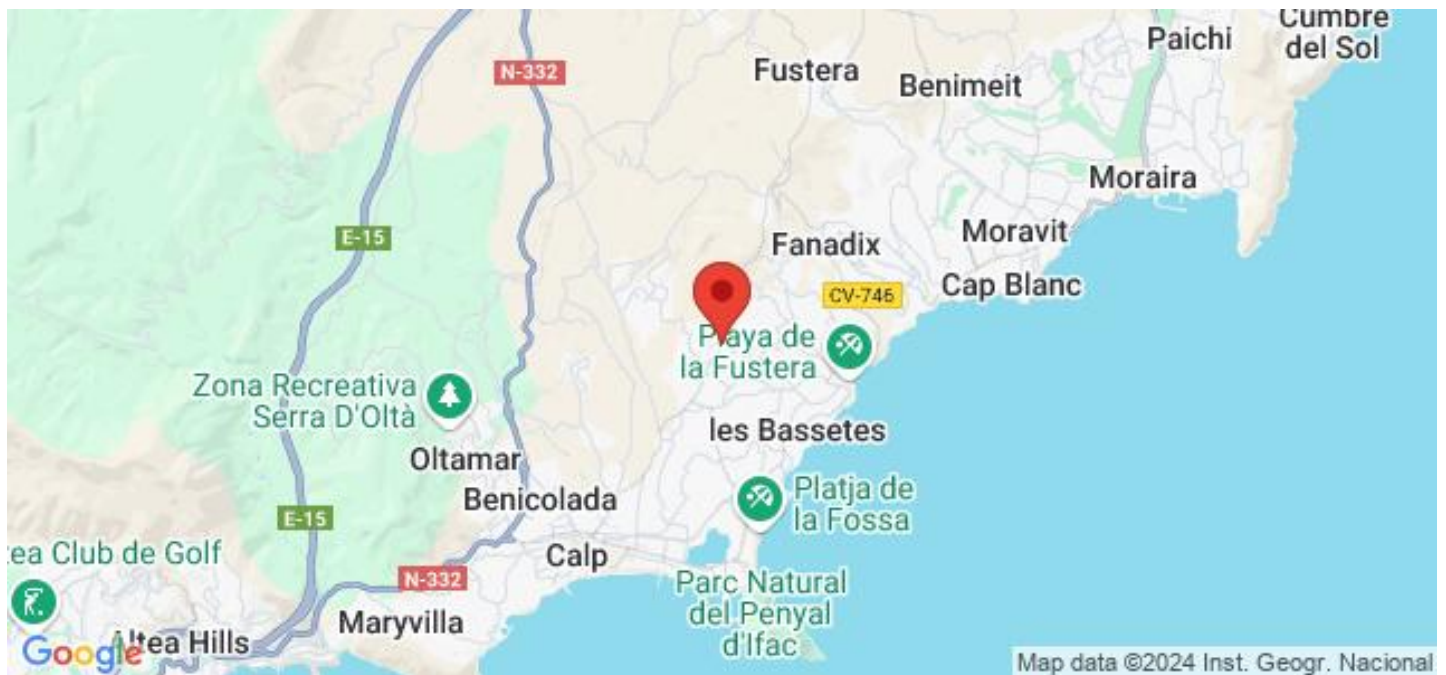 Cumbre
del Sol
Paichi
N-332
Fustera
Benimeit
Moraira
E-15
Fanadix
Moravit
Cap Blanc
CV-746
Playa de
la Fustera
Zona Recreativa
Serra D'Oltà
les Bassetes
Oltamar
Benicolada
Platja de
la Fossa
E-15
tea Club de Golf
Calp
N-332
Parc Natural
del Penyal
d'Ifac
Maryvilla
Altea Hills
Google
Map data ©2024 Inst. Geogr. Nacional